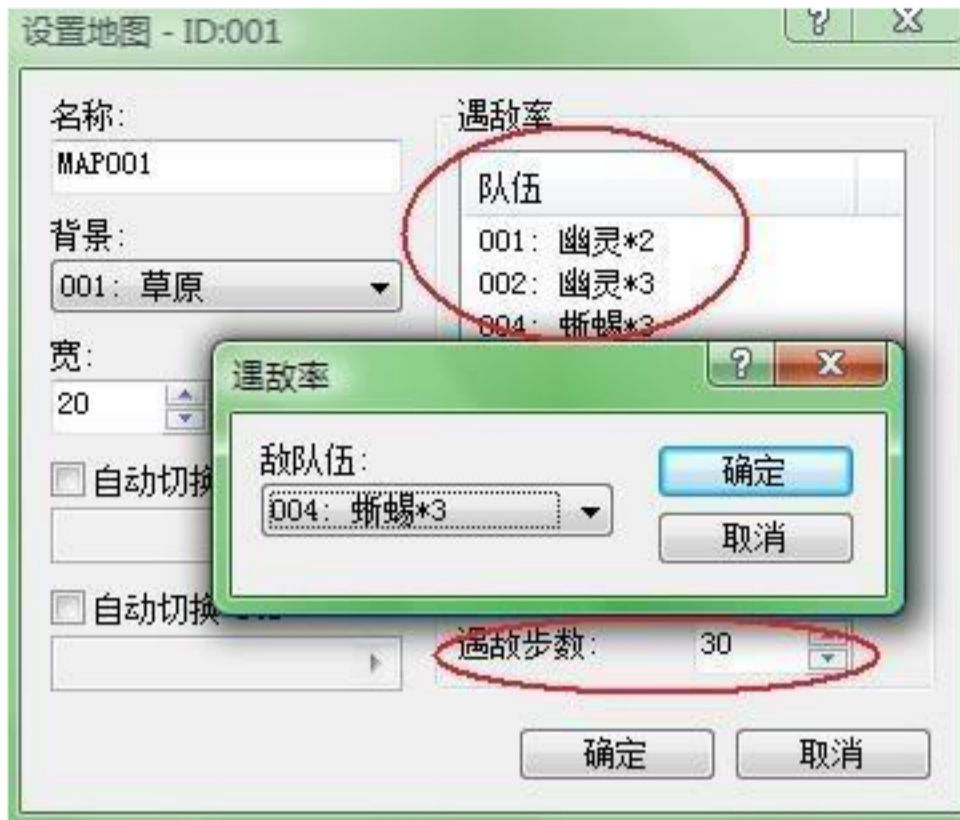 设置地图 - ID:001
名称:
MAP001
背景:
001: 草原
宽:
20
自动切换
自动切换
遇敌率
队伍
001: 幽灵*2
002: 幽灵*3
004: 蜥蜴*3
遇敌率
敌队伍:
004: 蜥蜴*3
确定
取消
遇敌步数:
30
确定
取消